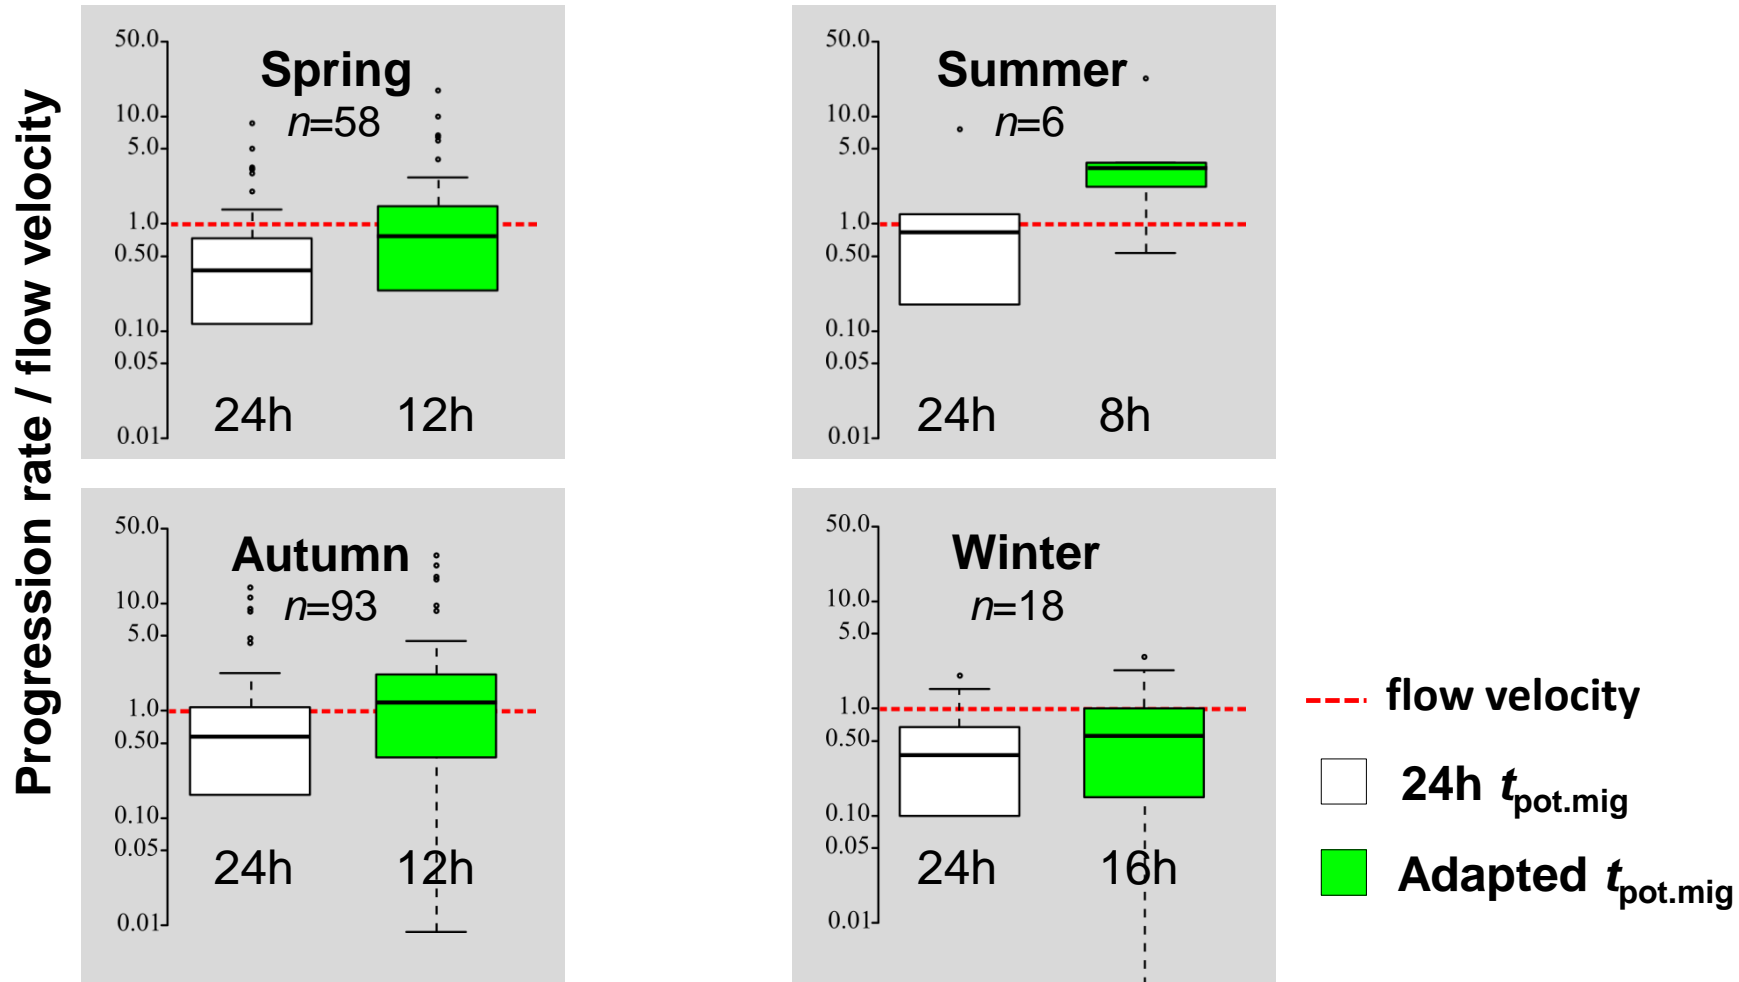 Progression rate / flow velocity
Spring
n=58
50.0
10.0
5.0
1.0
0.50
0.10
0.05
0.01
24h 12h
Summer
n=6
50.0
10.0
5.0
1.0
0.50
0.10
0.05
0.01
24h 8h
Autumn
n=93
50.0
10.0
5.0
1.0
0.50
0.10
0.05
0.01
24h 12h
Winter
n=18
50.0
10.0
5.0
1.0
0.50
0.10
0.05
0.01
24h 16h
flow velocity
24h tpot.mig
Adapted tpot.mig